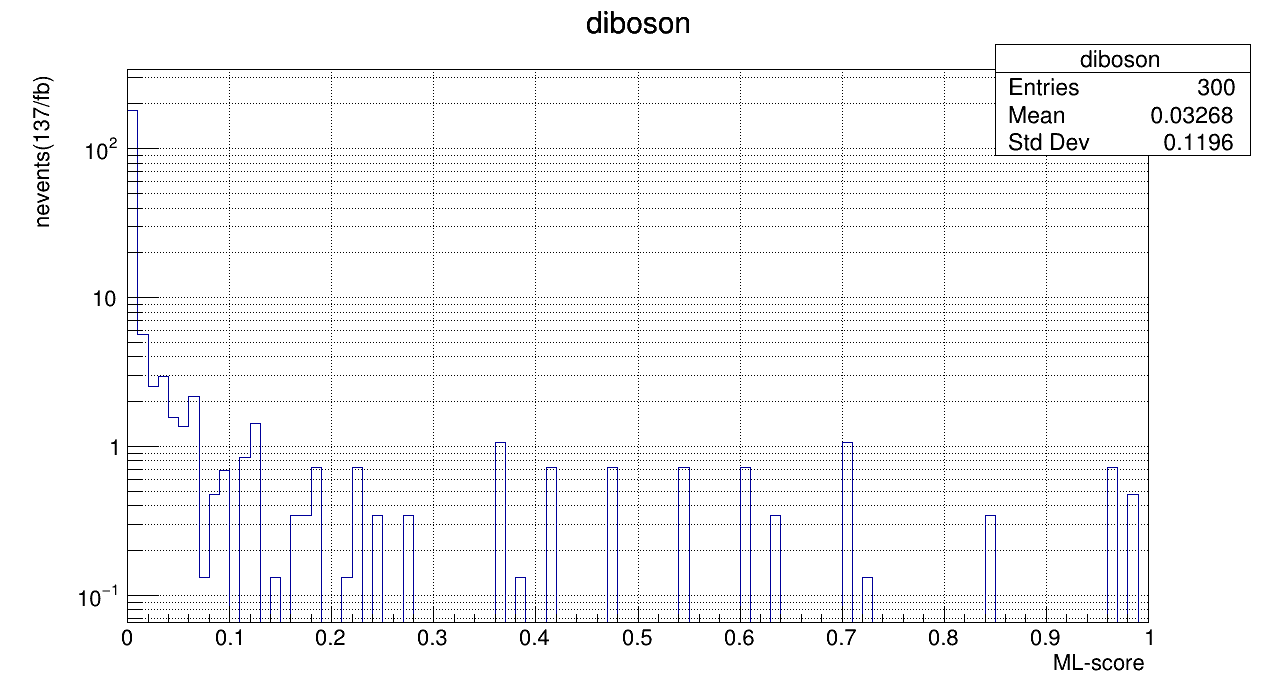 diboson
diboson
Entries 300
Mean 0.03268
Std Dev 0.1196
nevents(137/fb)
10²
10
1
10⁻¹
0 0.1 0.2 0.3 0.4 0.5 0.6 0.7 0.8 0.9 1
ML-score